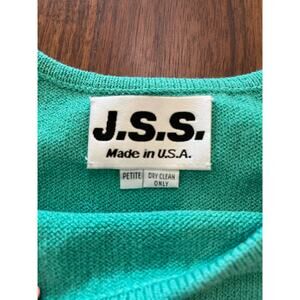 J.S.S.
Made in U.S.A.
PETITE
DRY CLEAN
ONLY